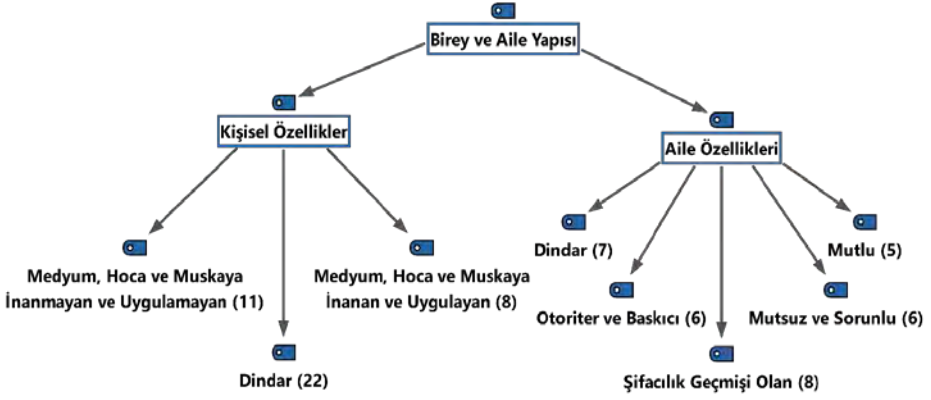 Birey ve Aile Yapısı
Kişisel Özellikler
Aile Özellikleri
Medyum, Hoca ve Muskaya
İnanmayan ve Uygulamayan (11)
Dindar (22)
Medyum, Hoca ve Muskaya
İnanan ve Uygulayan (8)
Dindar (7)
Otoriter ve Baskıcı (6)
Şifacılık Geçmişi Olan (8)
Mutsuz ve Sorunlu (6)
Mutlu (5)